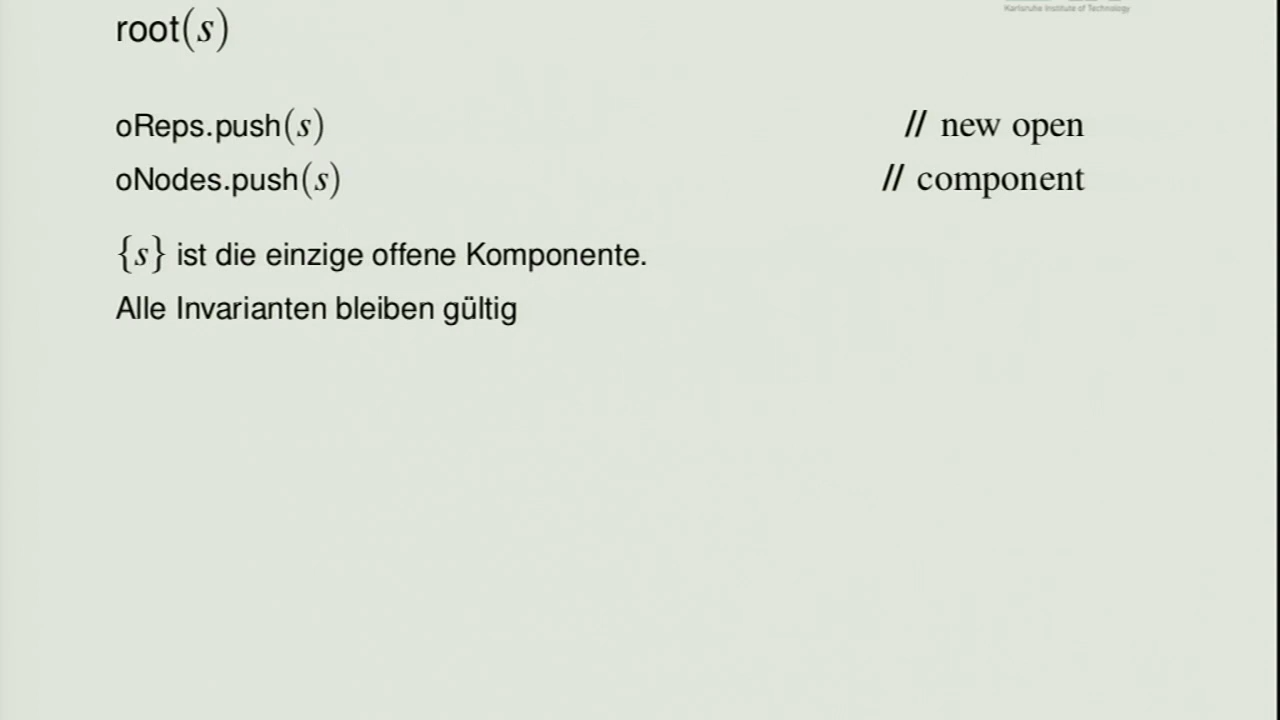 Karlsruhe Institute of Technology
root(s)
oReps.push(s) // new open
oNodes.push(s) // component
{s} ist die einzige offene Komponente.
Alle Invarianten bleiben gültig